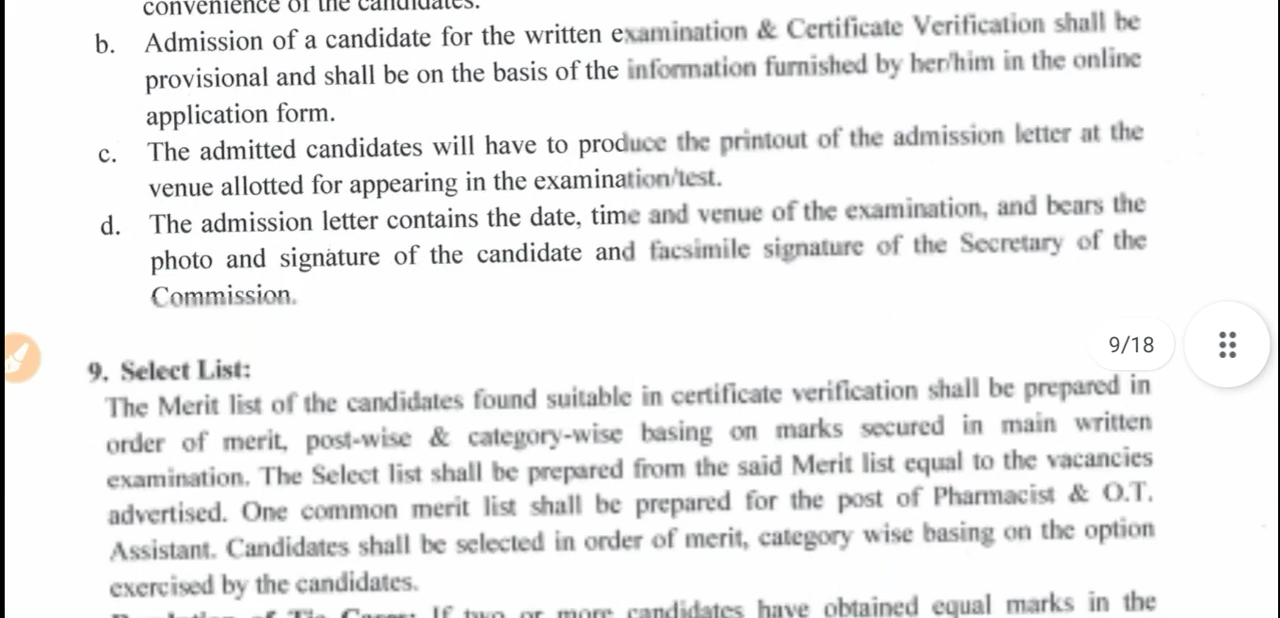 convenience of the candidates.
b. Admission of a candidate for the written examination & Certificate Verification shall be
provisional and shall be on the basis of the information furnished by her/him in the online
application form.
c. The admitted candidates will have to produce the printout of the admission letter at the
venue allotted for appearing in the examination/test.
d. The admission letter contains the date, time and venue of the examination, and bears the
photo and signature of the candidate and facsimile signature of the Secretary of the
Commission.
9/18
9. Select List:
The Merit list of the candidates found suitable in certificate verification shall be prepared in
order of merit, post-wise & category-wise basing on marks secured in main written
examination. The Select list shall be prepared from the said Merit list equal to the vacancies
advertised. One common merit list shall be prepared for the post of Pharmacist & O.T.
Assistant. Candidates shall be selected in order of merit, category wise basing on the option
exercised by the candidates.
of Tie Cases: If two or more candidates have obtained equal marks in the